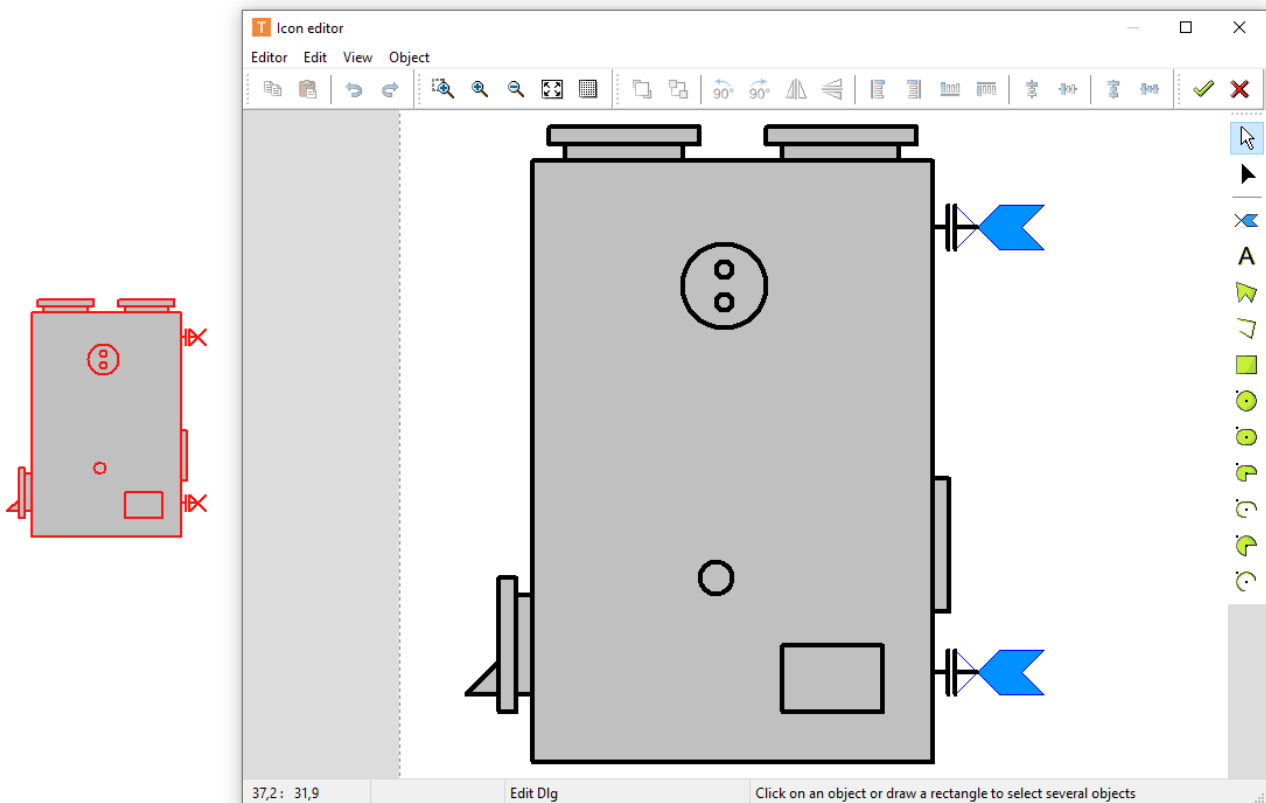 T Icon editor
Editor Edit View Object
90° 90°
A
37,2 : 31,9 Edit Dlg Click on an object or draw a rectangle to select several objects